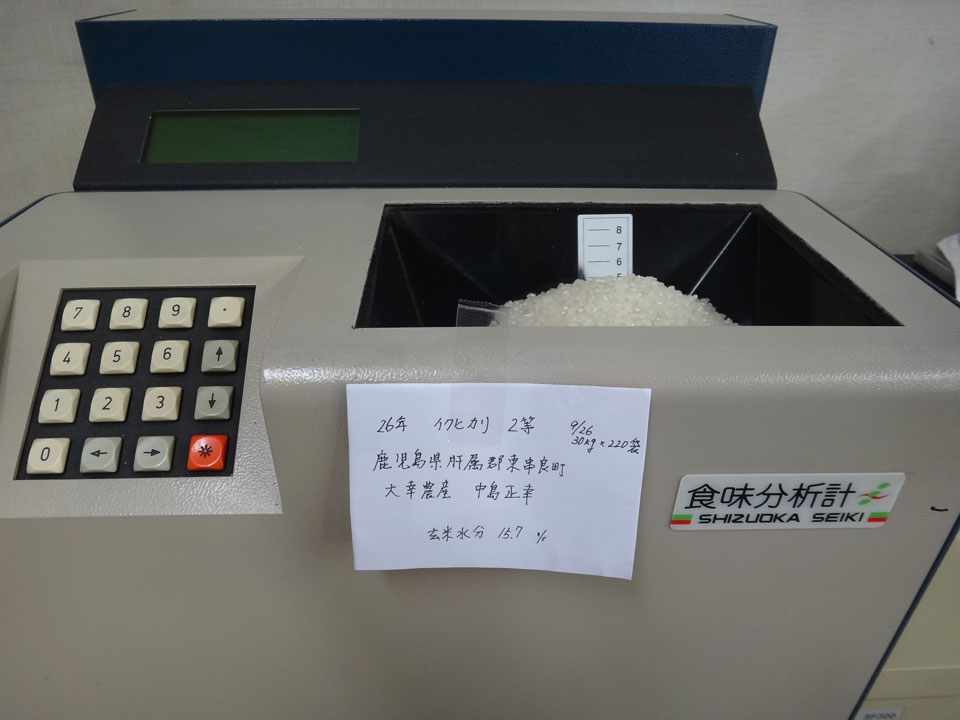 8
7
6
7 8 9 .
4 5 6 ↑
1 2 3 ↓
0 ← → *
26年 イクヒカリ 2等 9/26
30kg×220袋
鹿児島県肝属郡東串良町
大幸農産 中島正幸
玄米水分 15.7 %
食味分析計
SHIZUOKA SEIKI